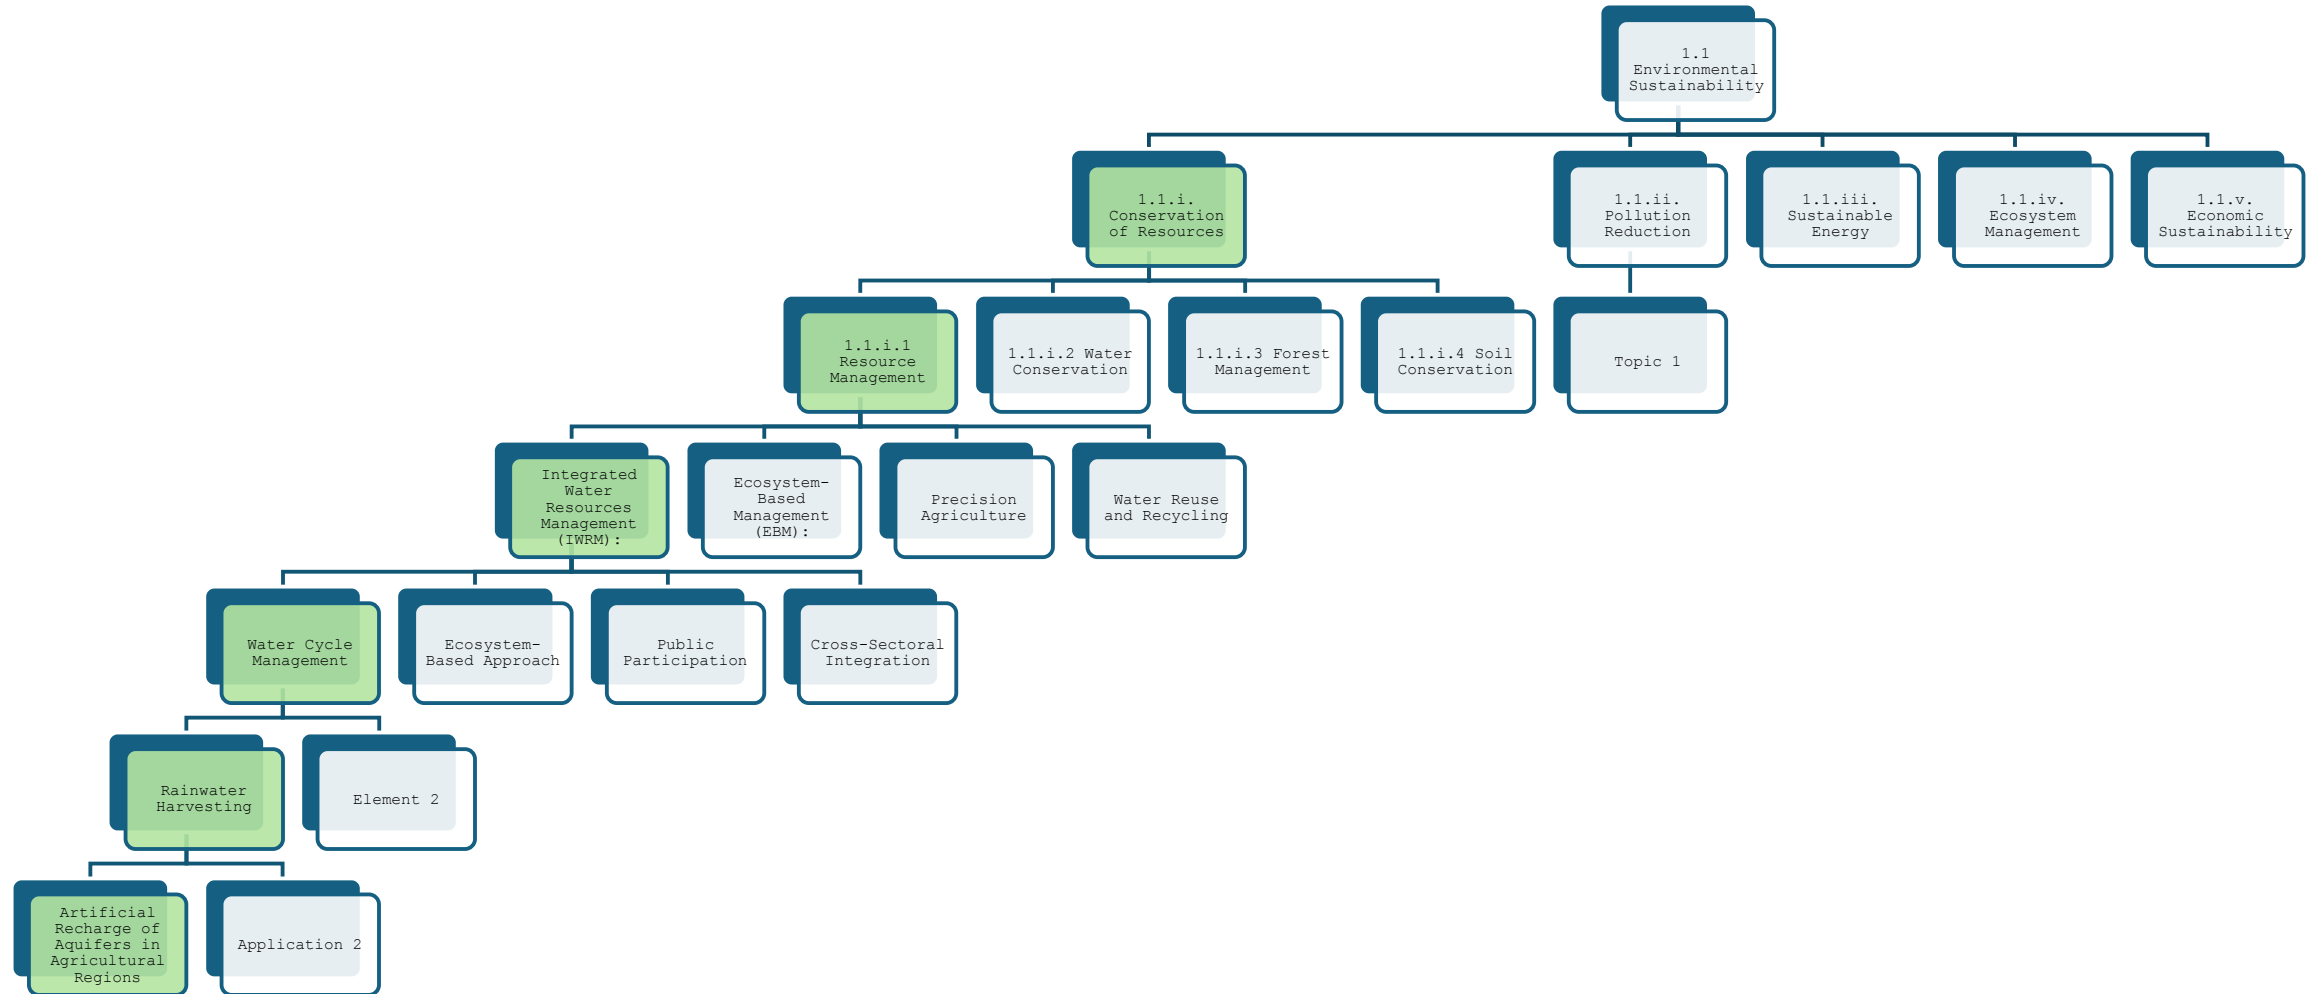 1.1
Environmental
Sustainability
1.1.i.
Conservation
of Resources
1.1.ii.
Pollution
Reduction
1.1.iii.
Sustainable
Energy
1.1.iv.
Ecosystem
Management
1.1.v.
Economic
Sustainability
1.1.i.1
Resource
Management
1.1.i.2 Water
Conservation
1.1.i.3 Forest
Management
1.1.i.4 Soil
Conservation
Topic 1
Integrated
Water
Resources
Management
(IWRM):
Ecosystem-
Based
Management
(EBM):
Precision
Agriculture
Water Reuse
and Recycling
Water Cycle
Management
Ecosystem-
Based Approach
Public
Participation
Cross-Sectoral
Integration
Rainwater
Harvesting
Element 2
Artificial
Recharge of
Aquifers in
Agricultural
Regions
Application 2